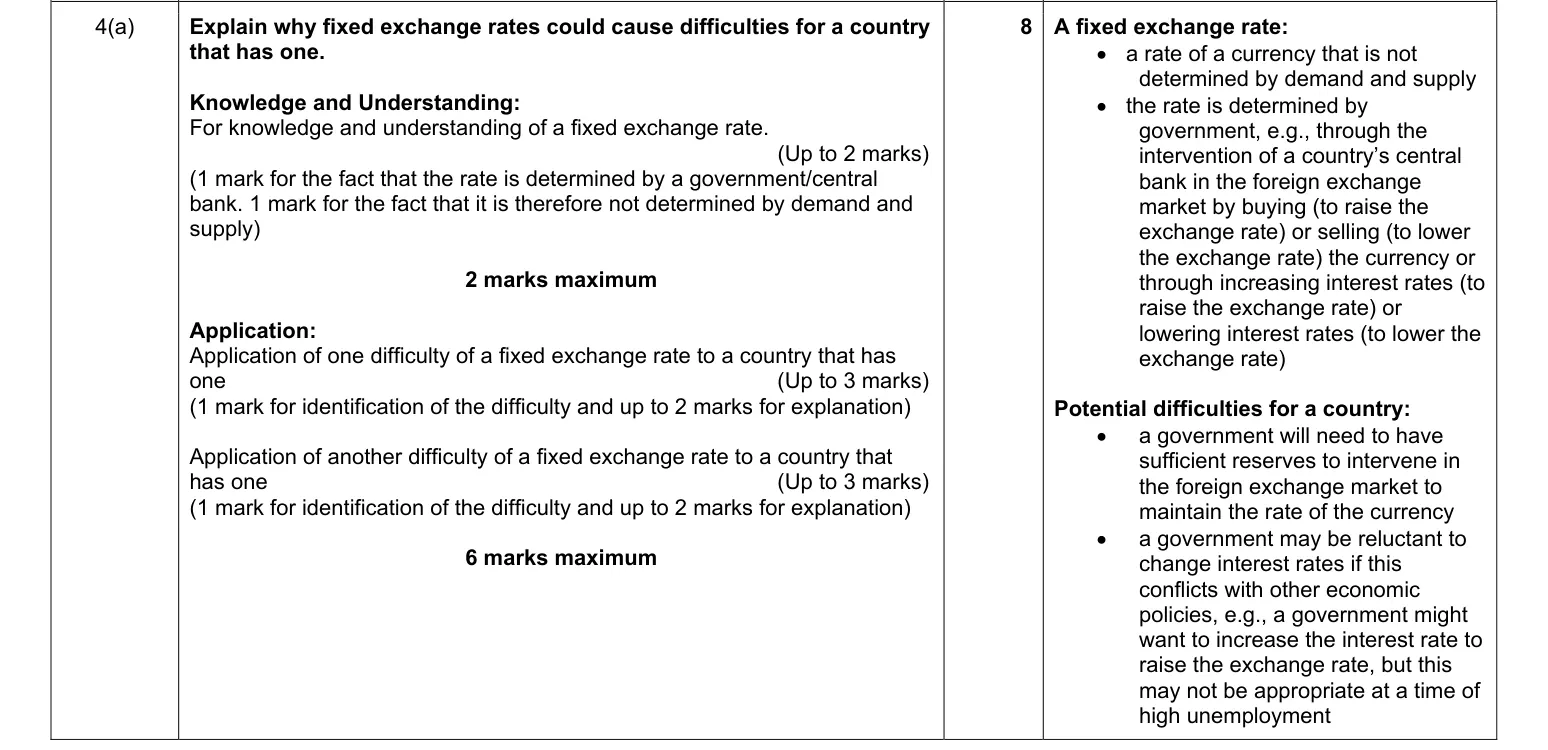 4(a)
Explain why fixed exchange rates could cause difficulties for a country
that has one.
Knowledge and Understanding:
For knowledge and understanding of a fixed exchange rate.
(Up to 2 marks)
(1 mark for the fact that the rate is determined by a government/central
bank. 1 mark for the fact that it is therefore not determined by demand and
supply)
2 marks maximum
Application:
Application of one difficulty of a fixed exchange rate to a country that has
one (Up to 3 marks)
(1 mark for identification of the difficulty and up to 2 marks for explanation)
Application of another difficulty of a fixed exchange rate to a country that
has one (Up to 3 marks)
(1 mark for identification of the difficulty and up to 2 marks for explanation)
6 marks maximum
8
A fixed exchange rate:
• a rate of a currency that is not
determined by demand and supply
• the rate is determined by
government, e.g., through the
intervention of a country’s central
bank in the foreign exchange
market by buying (to raise the
exchange rate) or selling (to lower
the exchange rate) the currency or
through increasing interest rates (to
raise the exchange rate) or
lowering interest rates (to lower the
exchange rate)
Potential difficulties for a country:
• a government will need to have
sufficient reserves to intervene in
the foreign exchange market to
maintain the rate of the currency
• a government may be reluctant to
change interest rates if this
conflicts with other economic
policies, e.g., a government might
want to increase the interest rate to
raise the exchange rate, but this
may not be appropriate at a time of
high unemployment